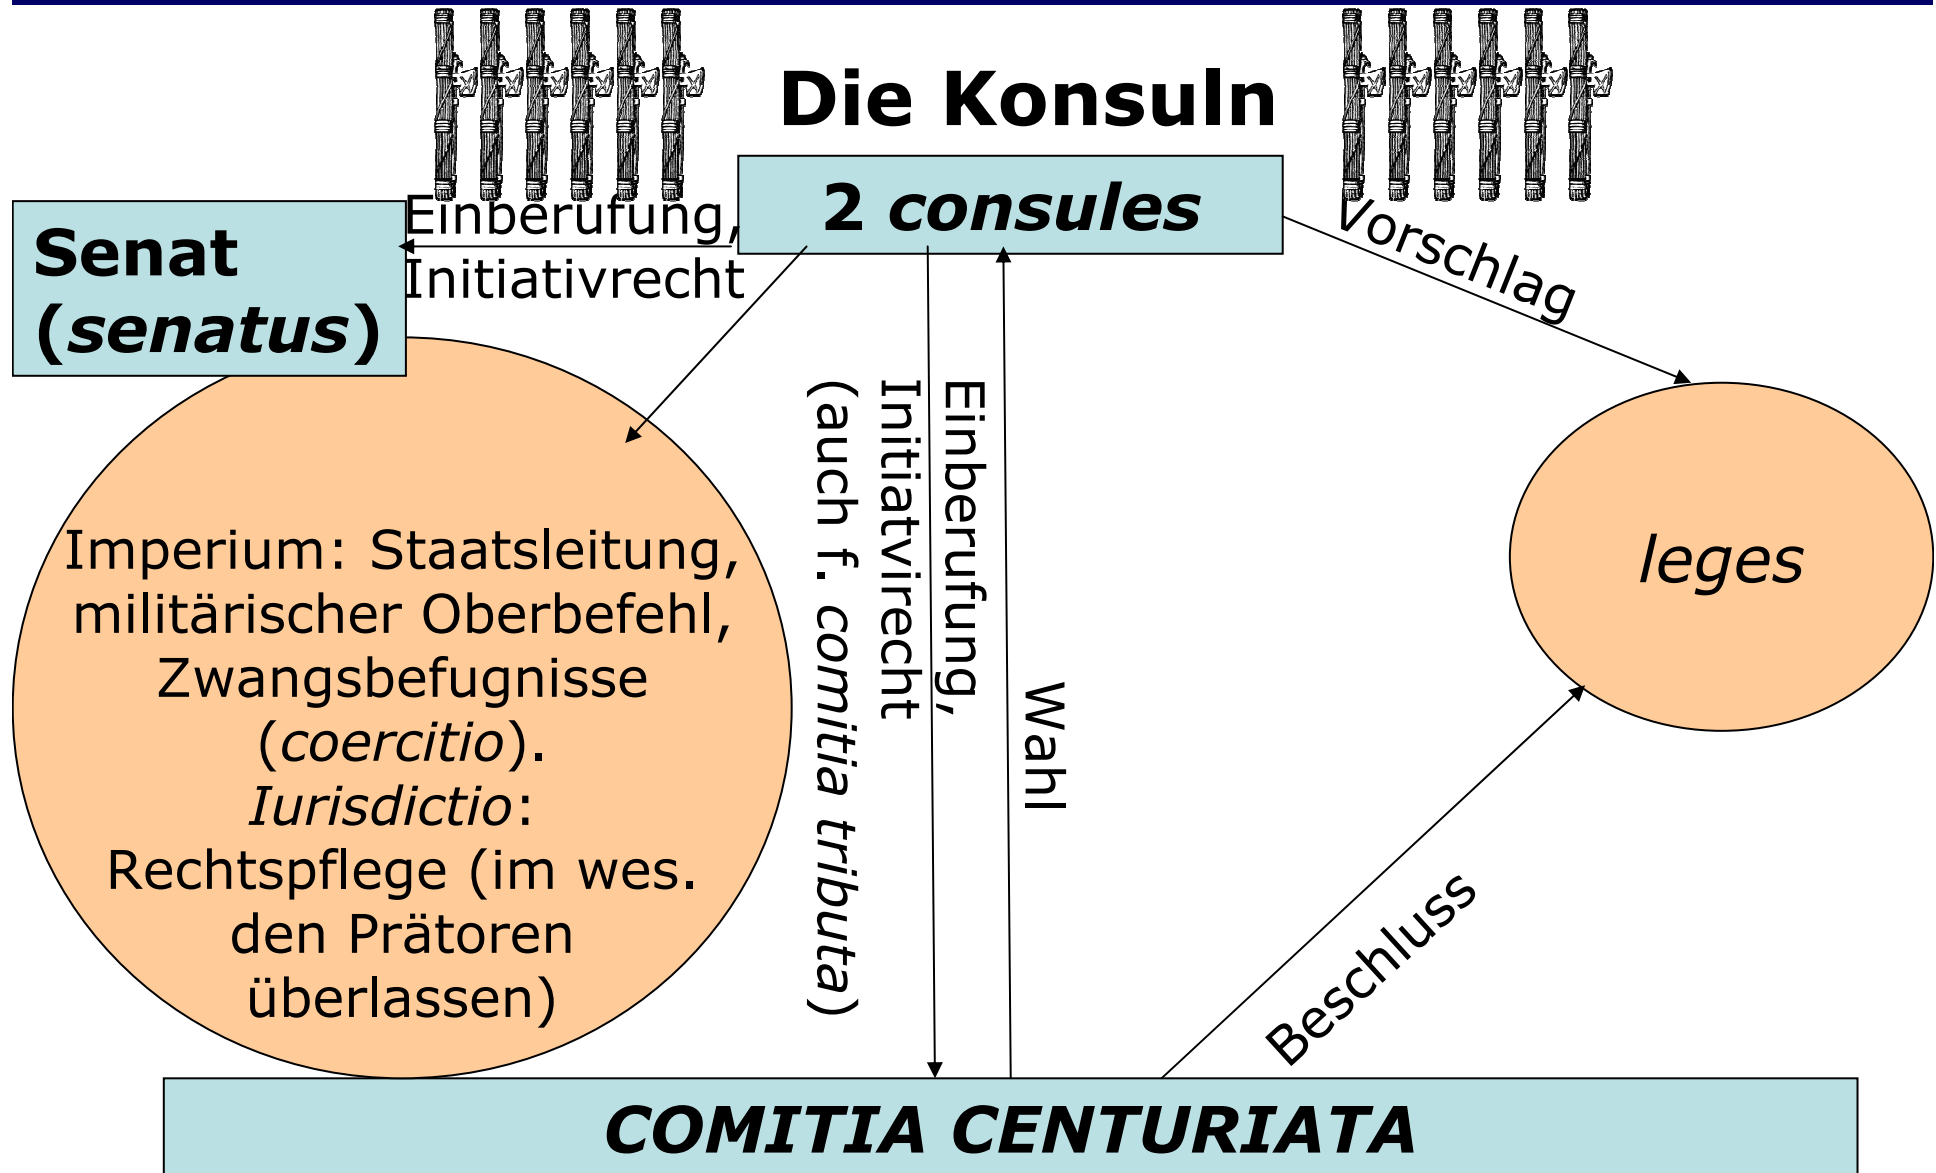 Die Konsuln
2 consules
Senat
(senatus)
Einberufung,
Initiativrecht
Vorschlag
Einberufung,
Initiatvirecht
(auch f. comitia tributa)
Wahl
Imperium: Staatsleitung,
militärischer Oberbefehl,
Zwangsbefugnisse
(coercitio).
Iurisdictio:
Rechtspflege (im wes.
den Prätoren
überlassen)
leges
Beschluss
COMITIA CENTURIATA